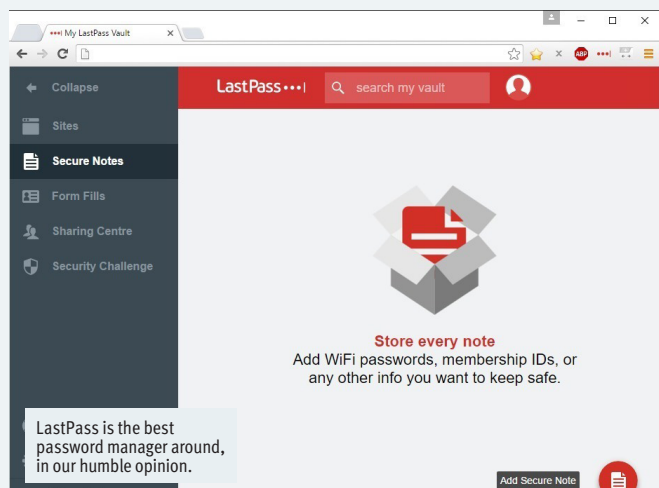 My LastPass Vault
ABP
Collapse
LastPass
search my vault
Sites
Secure Notes
Form Fills
Sharing Centre
Security Challenge
Store every note
Add WiFi passwords, membership IDs, or
any other info you want to keep safe.
LastPass is the best
password manager around,
in our humble opinion.
Add Secure Note